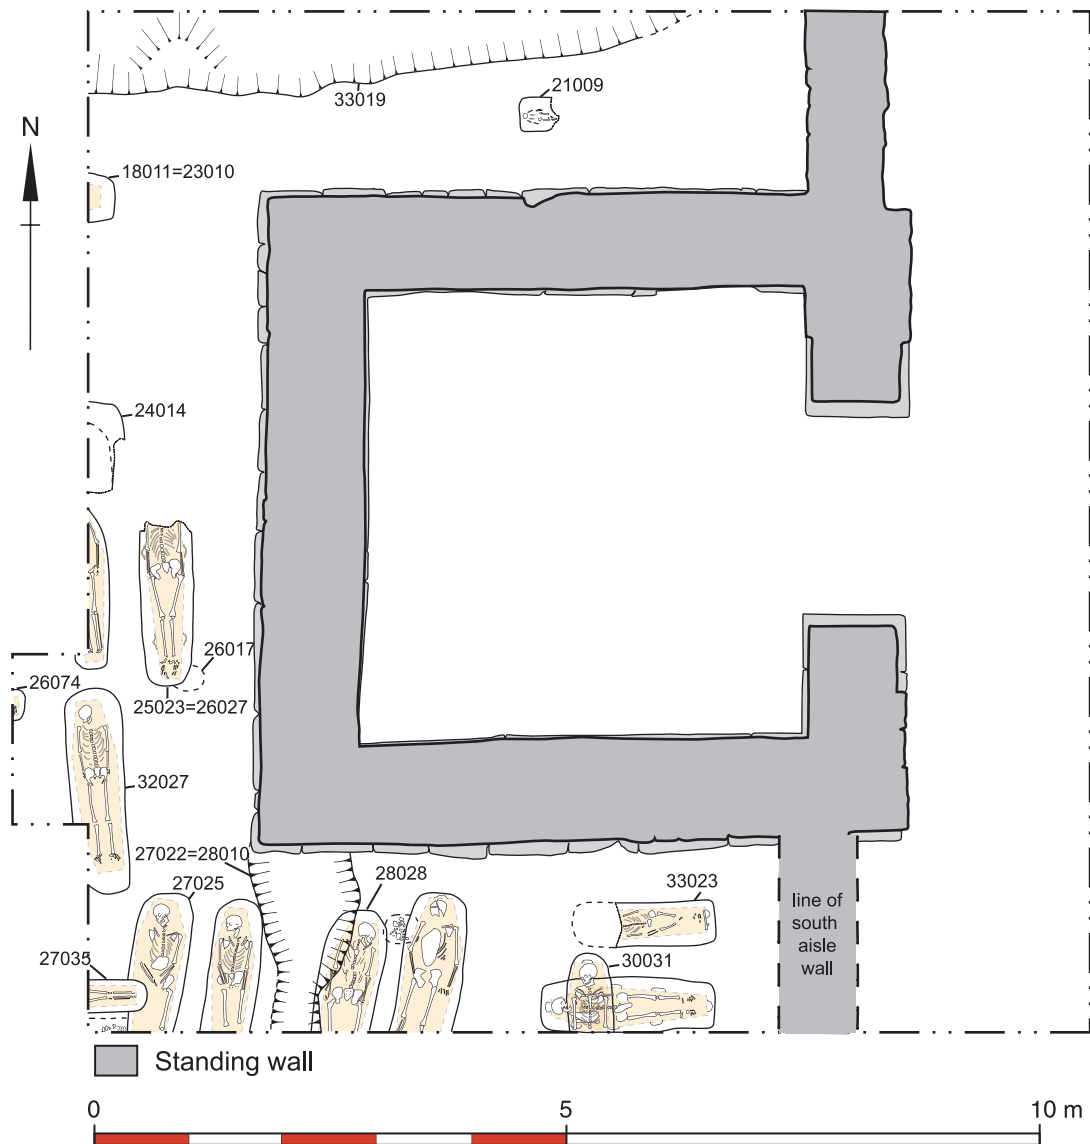 33019
21009
N
18011=23010
24014
26017
26074
25023=26027
32027
27022=28010
27025
28028
33023
line of
south
aisle
wall
27035
30031
Standing wall
0 5 10 m